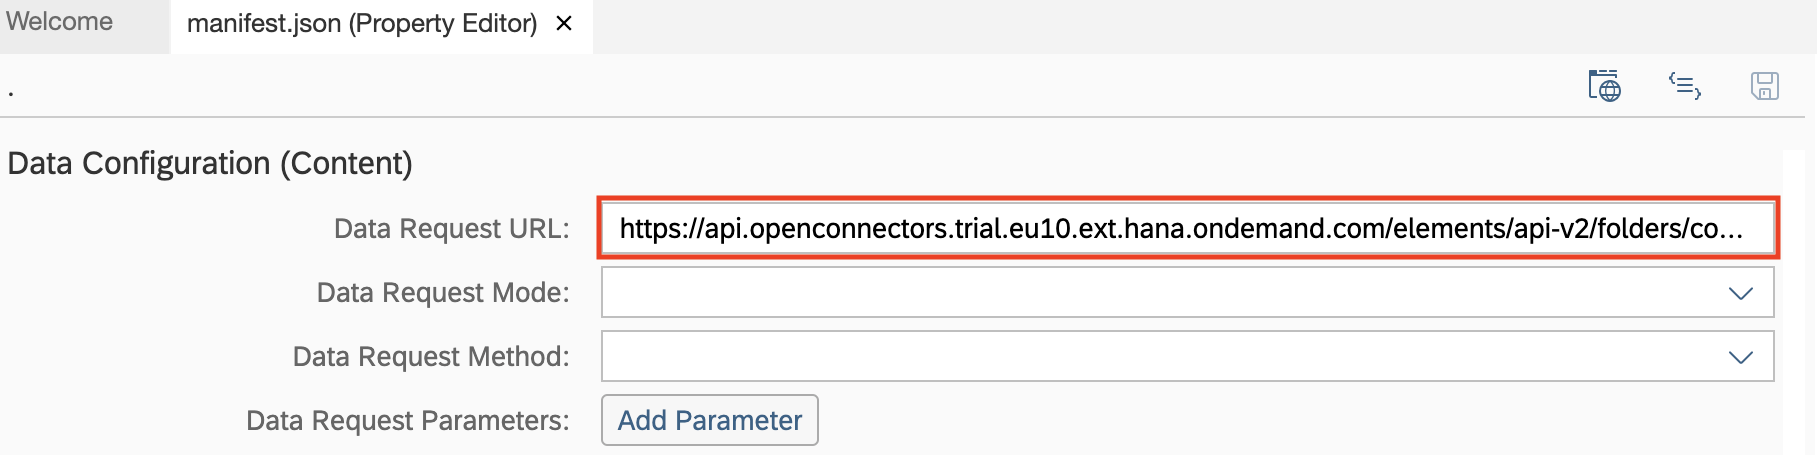 Welcome
manifest.json (Property Editor) ×
.
Data Configuration (Content)
Data Request URL: https://api.openconnectors.trial.eu10.ext.hana.ondemand.com/elements/api-v2/folders/co...
Data Request Mode:
Data Request Method:
Data Request Parameters: Add Parameter